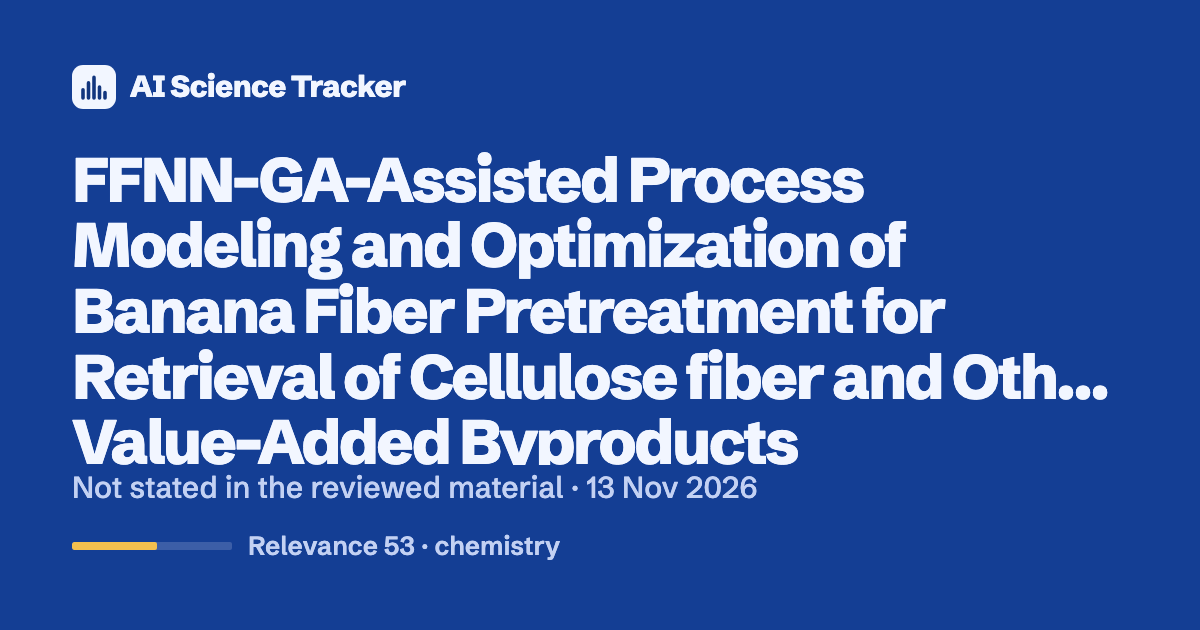 AI Science Tracker
FFNN-GA-Assisted Process
Modeling and Optimization of
Banana Fiber Pretreatment for
Retrieval of Cellulose fiber and Oth...
Value-Added Byproducts
Not stated in the reviewed material · 13 Nov 2026
Relevance 53 · chemistry